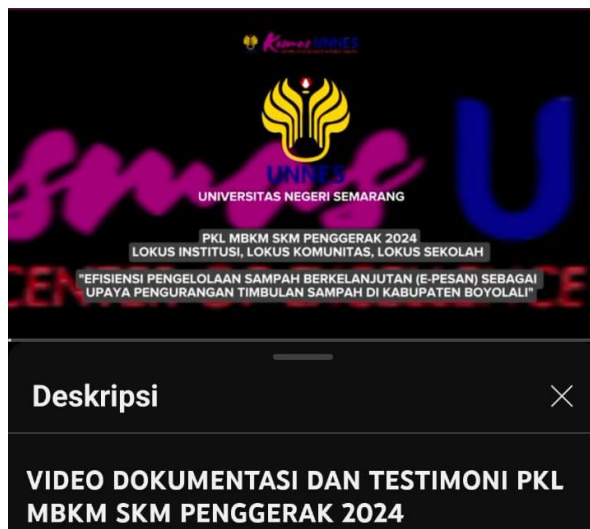 Kesmas UNNES
UNNES
UNIVERSITAS NEGERI SEMARANG
PKL MBKM SKM PENGGERAK 2024
LOKUS INSTITUSI, LOKUS KOMUNITAS, LOKUS SEKOLAH
"EFISIENSI PENGELOLAAN SAMPAH BERKELANJUTAN (E-PESAN) SEBAGAI
UPAYA PENGURANGAN TIMBULAN SAMPAH DI KABUPATEN BOYOLALI"
Deskripsi
VIDEO DOKUMENTASI DAN TESTIMONI PKL
MBKM SKM PENGGERAK 2024